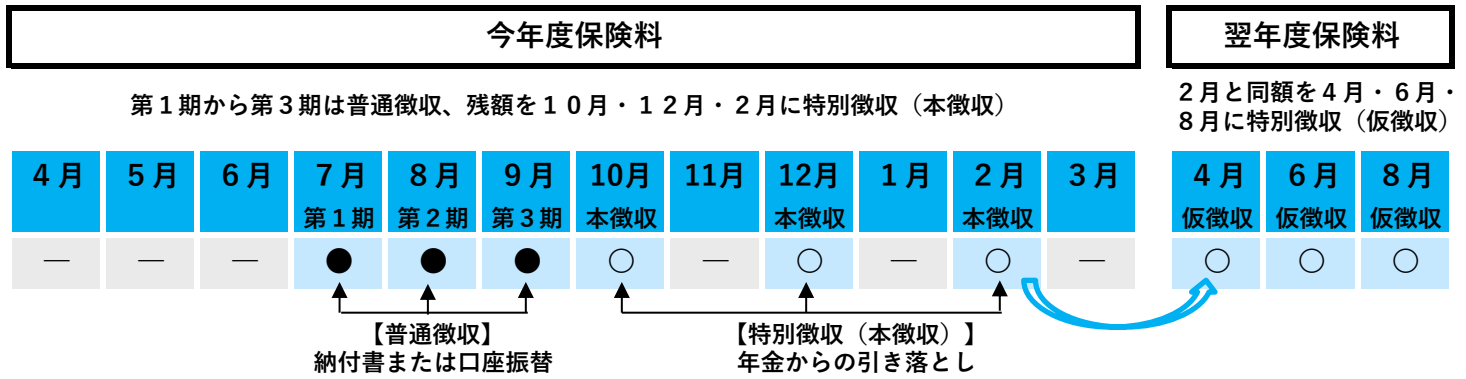 今年度保険料
翌年度保険料
第１期から第３期は普通徴収、残額を１０月・１２月・２月に特別徴収（本徴収）
２月と同額を４月・６月・
８月に特別徴収（仮徴収）
４月 ５月 ６月 ７月 ８月 ９月 10月 11月 12月 １月 ２月 ３月 ４月 ６月 ８月
第１期 第２期 第３期 本徴収 本徴収 本徴収 仮徴収 仮徴収 仮徴収
― ― ― ● ● ● ○ ― ○ ― ○ ― ○ ○ ○
【普通徴収】
納付書または口座振替
【特別徴収（本徴収）】
年金からの引き落とし